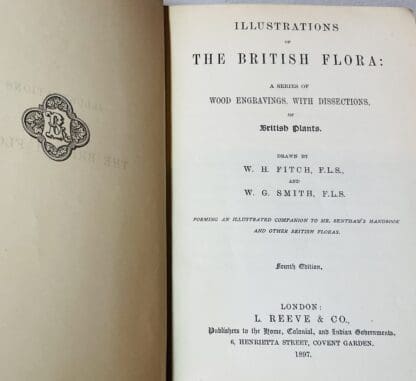 ILLUSTRATIONS
OF
THE BRITISH FLORA:
A SERIES OF
WOOD ENGRAVINGS, WITH DISSECTIONS,
OF
British Plants.
DRAWN BY
W. H. FITCH, F.L.S.,
AND
W. G. SMITH, F.L.S.
FORMING AN ILLUSTRATED COMPANION TO MR. BENTHAM'S HANDBOOK
AND OTHER BRITISH FLORAS.
Fourth Edition.
LONDON:
L. REEVE & CO.,
Publishers to the Home, Colonial, and Indian Governments,
6, HENRIETTA STREET, COVENT GARDEN.
1897.